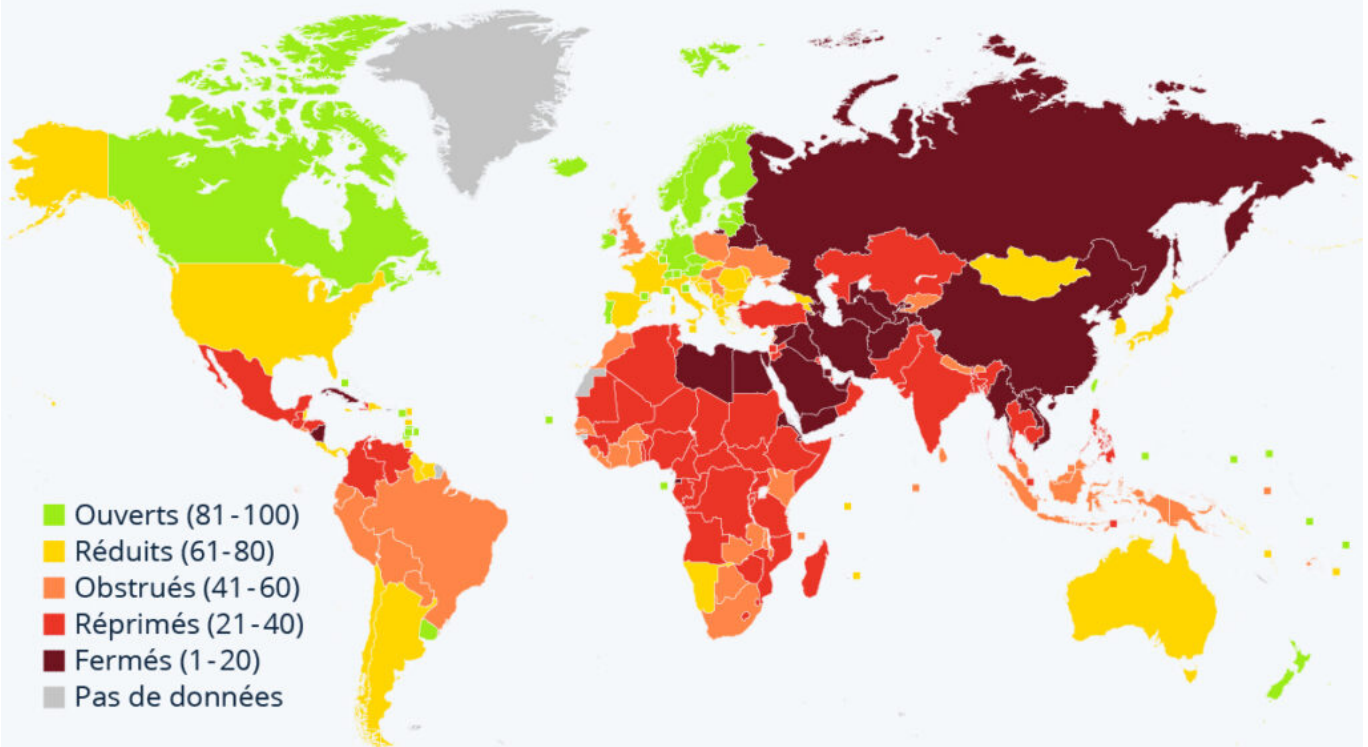 Ouverts (81-100)
Réduits (61-80)
Obstrués (41-60)
Réprimés (21-40)
Fermés (1-20)
Pas de données